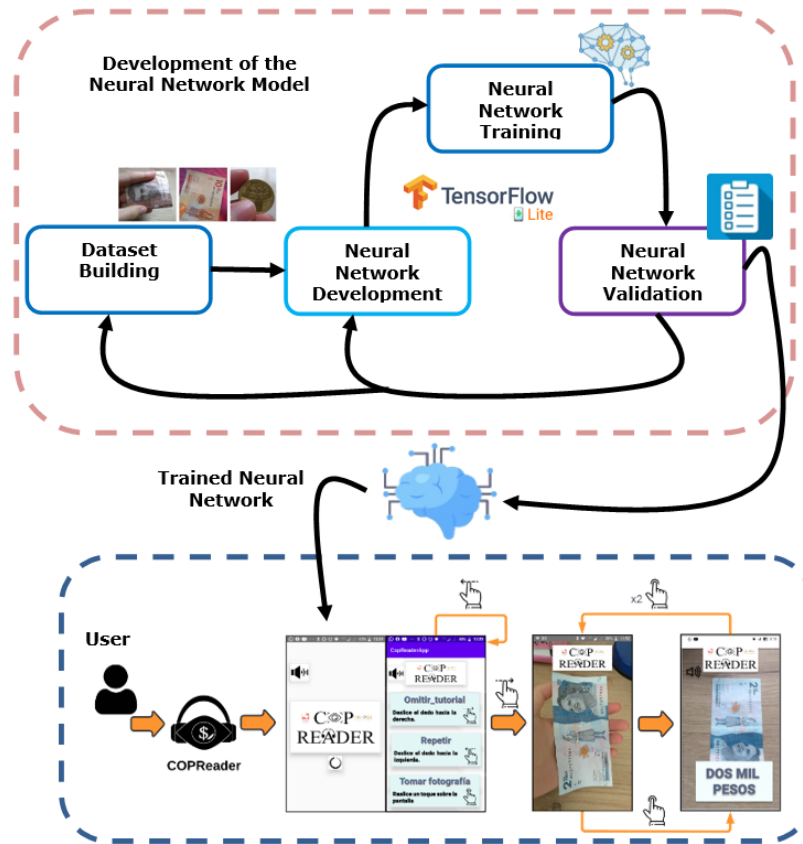 Development of the
Neural Network Model
Neural
Network
Training
TensorFlow
Lite
Dataset
Building
Neural
Network
Development
Neural
Network
Validation
Trained Neural
Network
User
COPReader
COP
READER
CopReaderApp
COP
READER
Omitir_tutorial
Deslice el dedo hacia la
derecha.
Repetir
Deslice el dedo hacia la
izquierda.
Tomar fotografía
Realice un toque sobre la
pantalla
COP
READER
x2
COP
READER
DOS MIL
PESOS